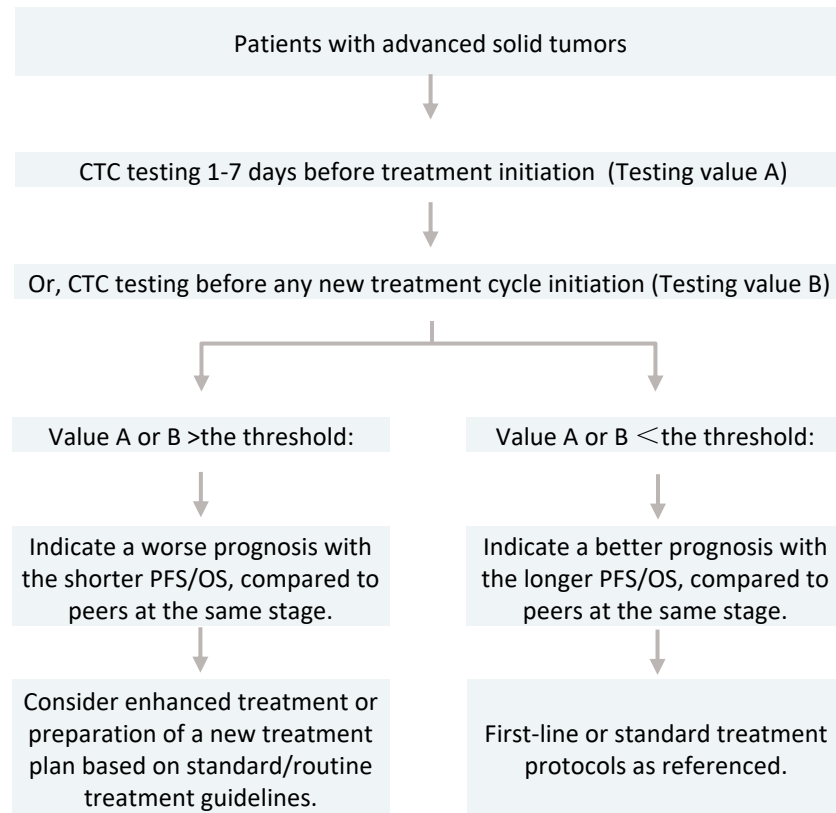 Patients with advanced solid tumors
CTC testing 1-7 days before treatment initiation (Testing value A)
Or, CTC testing before any new treatment cycle initiation (Testing value B)
Value A or B >the threshold:
Value A or B ＜the threshold:
Indicate a worse prognosis with
the shorter PFS/OS, compared to
peers at the same stage.
Indicate a better prognosis with
the longer PFS/OS, compared to
peers at the same stage.
Consider enhanced treatment or
preparation of a new treatment
plan based on standard/routine
treatment guidelines.
First-line or standard treatment
protocols as referenced.